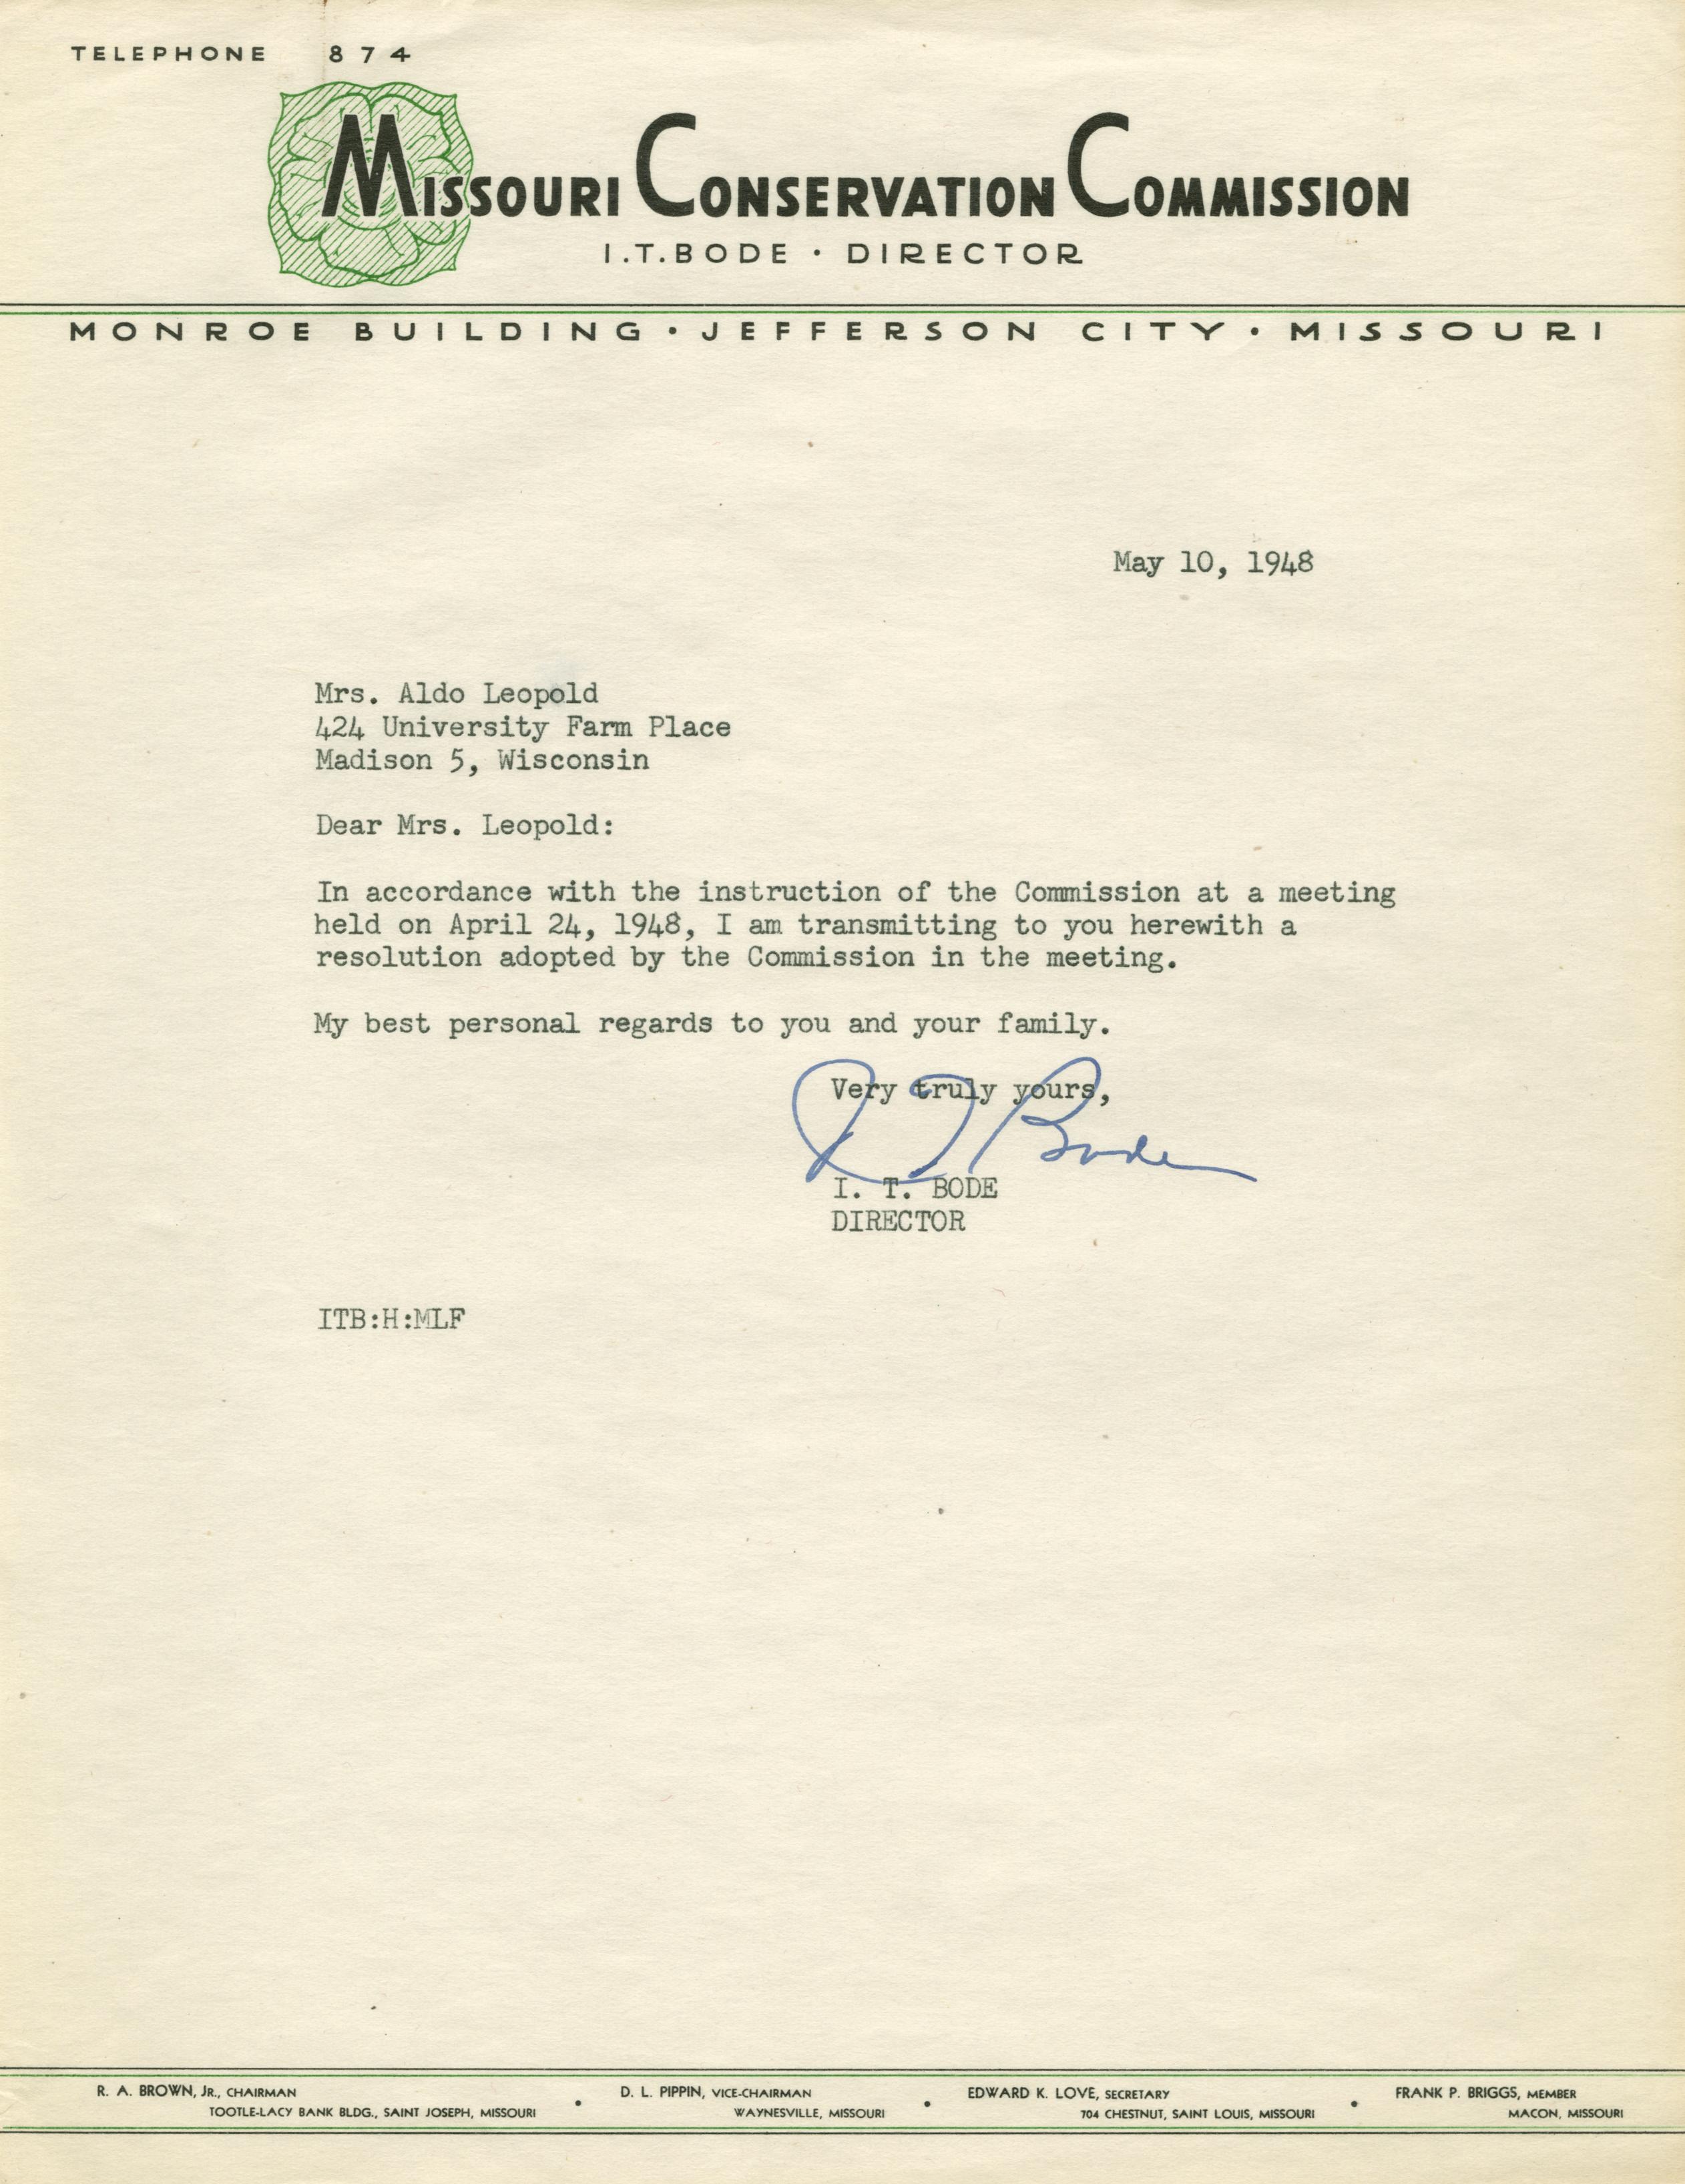 TELEPHONE 874
MISSOURI CONSERVATION COMMISSION
I.T.BODE · DIRECTOR
MONROE BUILDING · JEFFERSON CITY · MISSOURI
May 10, 1948
Mrs. Aldo Leopold
424 University Farm Place
Madison 5, Wisconsin
Dear Mrs. Leopold:
In accordance with the instruction of the Commission at a meeting
held on April 24, 1948, I am transmitting to you herewith a
resolution adopted by the Commission in the meeting.
My best personal regards to you and your family.
Very truly yours,
I T Bode
I. T. BODE
DIRECTOR
ITB:H:MLF
R. A. BROWN, JR., CHAIRMAN
TOOTLE-LACY BANK BLDG., SAINT JOSEPH, MISSOURI
·
D. L. PIPPIN, VICE-CHAIRMAN
WAYNESVILLE, MISSOURI
·
EDWARD K. LOVE, SECRETARY
704 CHESTNUT, SAINT LOUIS, MISSOURI
·
FRANK P. BRIGGS, MEMBER
MACON, MISSOURI